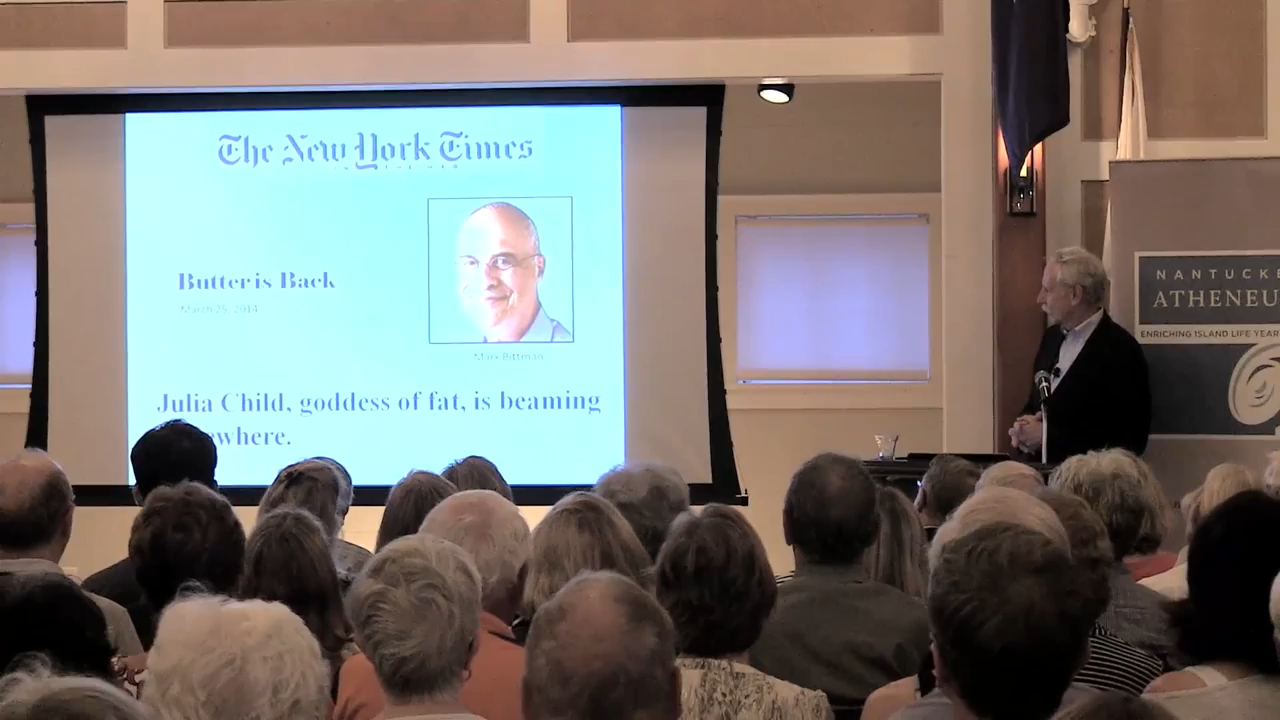 The New York Times
Butter is Back
March 25, 2014
Mark Bittman
Julia Child, goddess of fat, is beaming
where.
NANTUCKE
ATHENEU
ENRICHING ISLAND LIFE YEAR